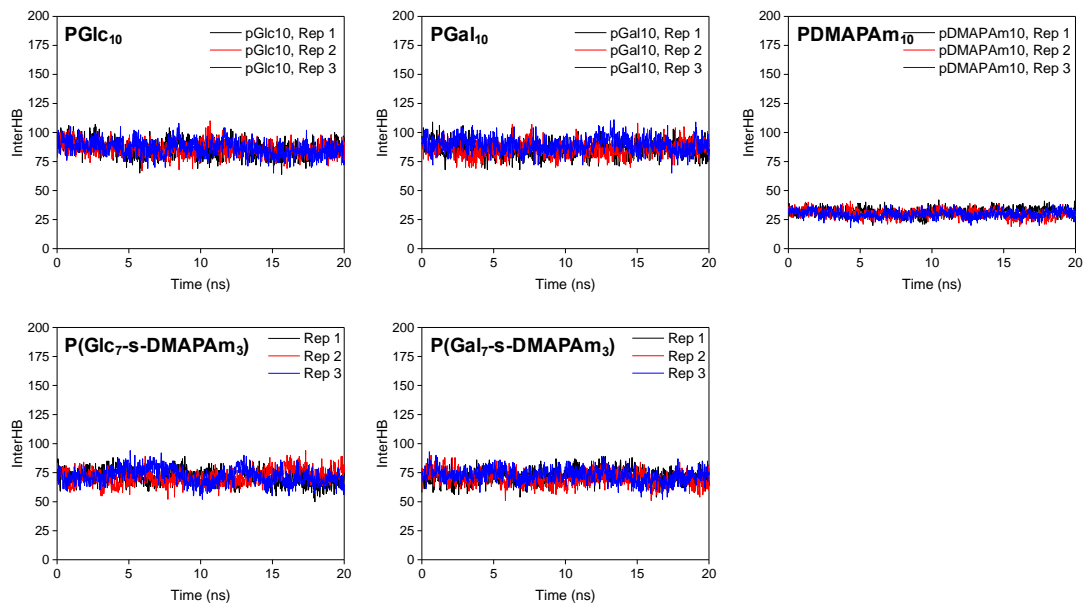 PGlc₁₀
pGlc10, Rep 1
pGlc10, Rep 2
pGlc10, Rep 3
InterHB
200
175
150
125
100
75
50
25
0
0 5 10 15 20
Time (ns)
PGal₁₀
pGal10, Rep 1
pGal10, Rep 2
pGal10, Rep 3
InterHB
200
175
150
125
100
75
50
25
0
0 5 10 15 20
Time (ns)
PDMAPAm₁₀
pDMAPAm10, Rep 1
pDMAPAm10, Rep 2
pDMAPAm10, Rep 3
InterHB
200
175
150
125
100
75
50
25
0
0 5 10 15 20
Time (ns)
P(Glc₇-s-DMAPAm₃)
Rep 1
Rep 2
Rep 3
InterHB
200
175
150
125
100
75
50
25
0
0 5 10 15 20
Time (ns)
P(Gal₇-s-DMAPAm₃)
Rep 1
Rep 2
Rep 3
InterHB
200
175
150
125
100
75
50
25
0
0 5 10 15 20
Time (ns)